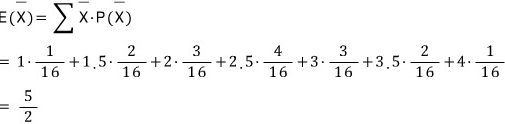 E(X̄)= ∑ X̄·P(X̄)
= 1· 1/16 +1.5· 2/16 +2· 3/16 +2.5· 4/16 +3· 3/16 +3.5· 2/16 +4· 1/16
= 5/2